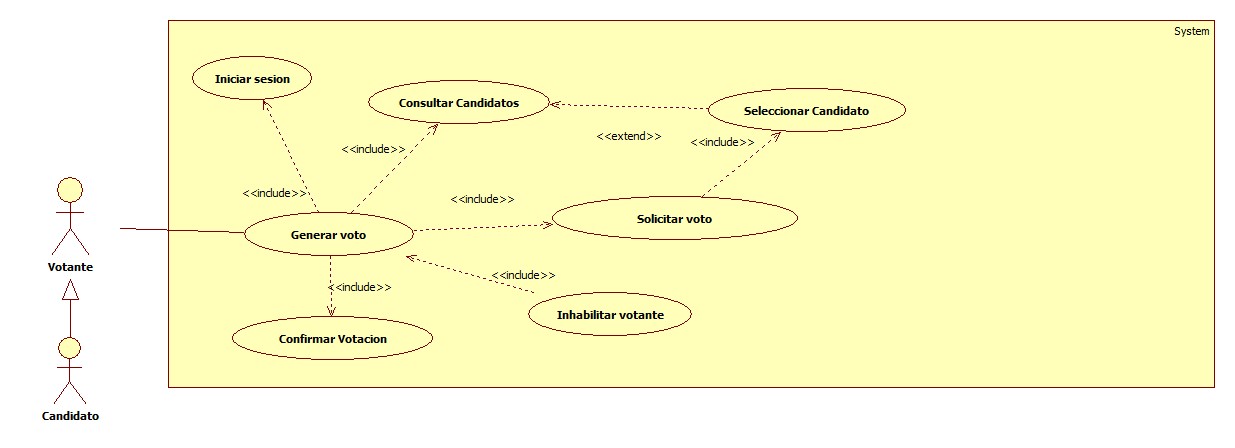 System
Iniciar sesion
Consultar Candidatos
Seleccionar Candidato
<<extend>>
<<include>>
<<include>>
<<include>>
<<include>>
Solicitar voto
Generar voto
Votante
<<include>>
<<include>>
Inhabilitar votante
Confirmar Votacion
Candidato